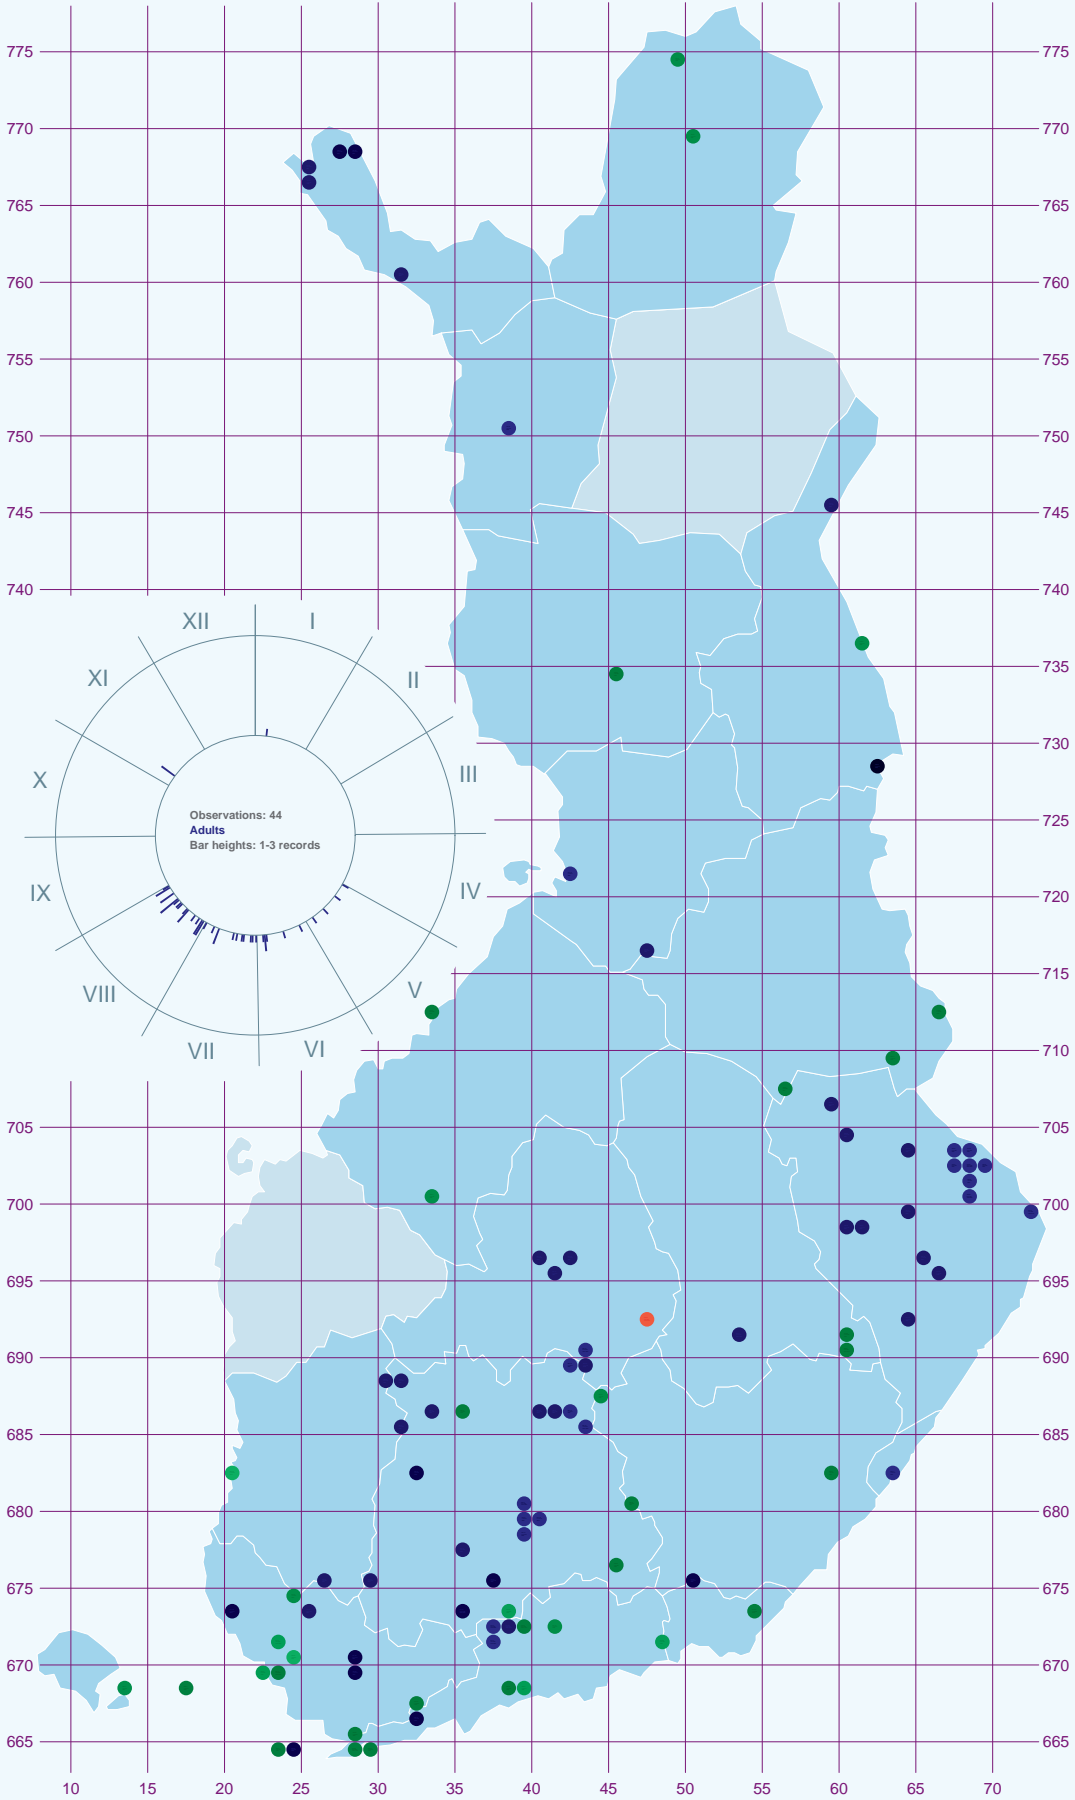 775 775
770 770
765 765
760 760
755 755
750 750
745 745
740 740
XII I
XI II
735 735
730 730
X III
725 725
Observations: 44
Adults
Bar heights: 1-3 records
IX IV
720 720
715 715
VIII V
VII VI
710 710
705 705
700 700
695 695
690 690
685 685
680 680
675 675
670 670
665 665
10 15 20 25 30 35 40 45 50 55 60 65 70